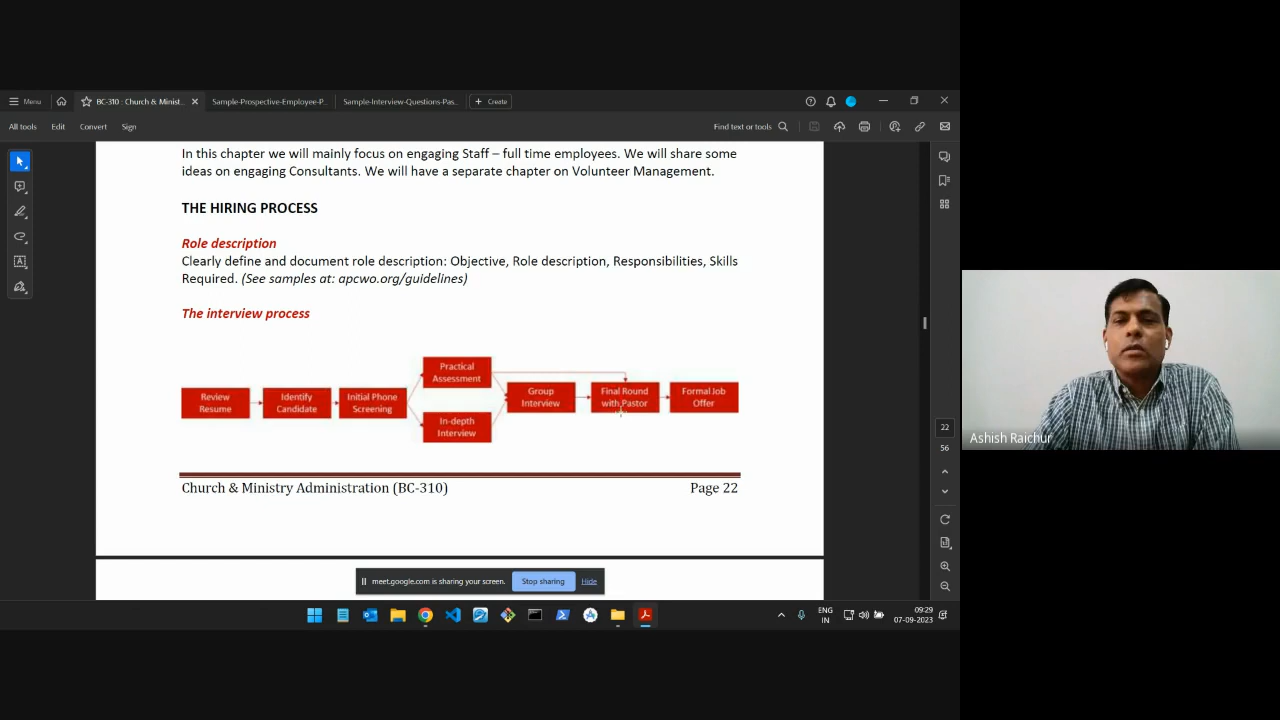 Menu
BC-310 : Church & Minist...
Sample-Prospective-Employee-P...
Sample-Interview-Questions-Pas...
+ Create
All tools
Edit
Convert
Sign
Find text or tools
In this chapter we will mainly focus on engaging Staff – full time employees. We will share some
ideas on engaging Consultants. We will have a separate chapter on Volunteer Management.
THE HIRING PROCESS
Role description
Clearly define and document role description: Objective, Role description, Responsibilities, Skills
Required. (See samples at: apcwo.org/guidelines)
The interview process
Review
Resume
Identify
Candidate
Initial Phone
Screening
Practical
Assessment
In-depth
Interview
Group
Interview
Final Round
with Pastor
Formal Job
Offer
Church & Ministry Administration (BC-310)
Page 22
22
56
meet.google.com is sharing your screen.
Stop sharing
Hide
ENG
IN
09:29
07-09-2023
Ashish Raichur